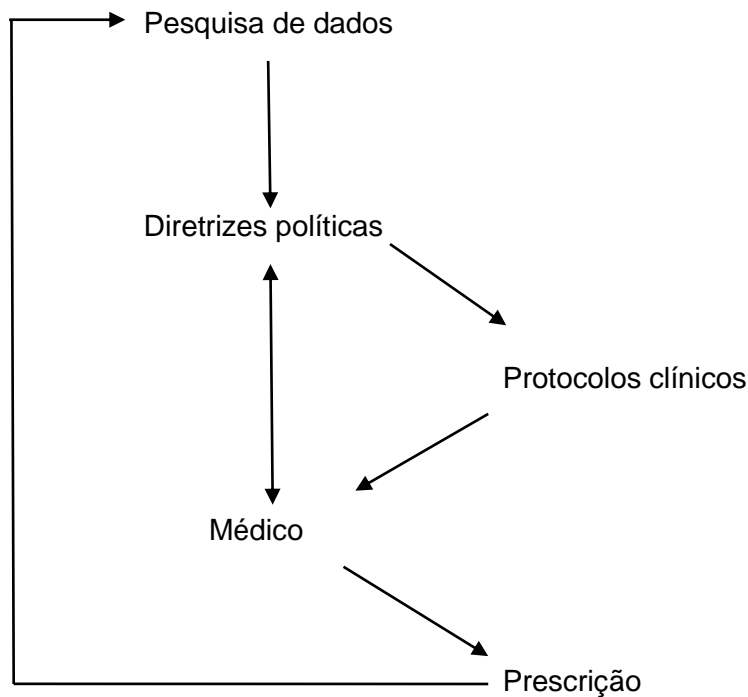 Pesquisa de dados
Diretrizes políticas
Protocolos clínicos
Médico
Prescrição